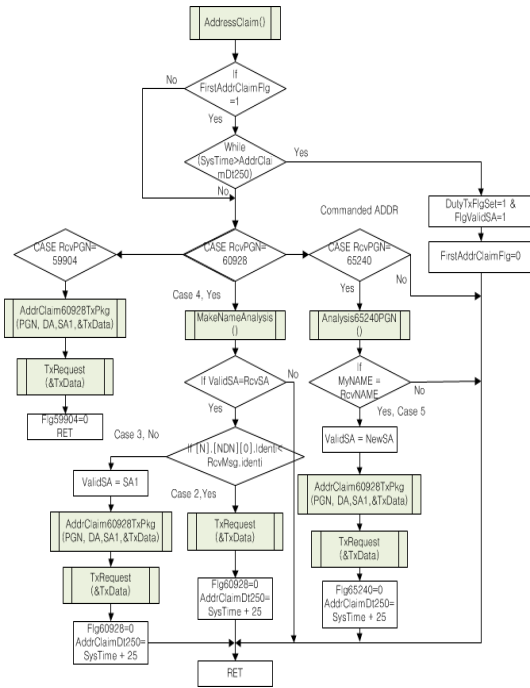 AddressClaim()
If
FirstAddrClaimFlg
=1
No
Yes
While
(SysTime>AddrClai
mDt250)
Yes
No
DutyTxFlgSet=1 &
FlgValidSA=1
Commanded ADDR
FirstAddrClaimFlg=0
CASE RcvPGN=
59904
CASE RcvPGN=
60928
CASE RcvPGN=
65240
No
Case 4, Yes
Yes
AddrClaim60928TxPkg
(PGN, DA,SA1,&TxData)
MakeNameAnalysis
()
Analysis65240PGN
()
TxRequest
(&TxData)
If ValidSA=RcvSA
No
If
MyNAME =
RcvNAME
No
Flg59904=0
RET
Yes
Yes, Case 5
Case 3, No
If [N].[NDN][0].Identi<
RcvMsg.identi
ValidSA = NewSA
ValidSA = SA1
Case 2,Yes
AddrClaim60928TxPkg
(PGN, DA,SA1,&TxData)
AddrClaim60928TxPkg
(PGN, DA,SA1,&TxData)
TxRequest
(&TxData)
TxRequest
(&TxData)
TxRequest
(&TxData)
Flg60928=0
AddrClaimDt250=
SysTime + 25
Flg65240=0
AddrClaimDt250=
SysTime + 25
Flg60928=0
AddrClaimDt250=
SysTime + 25
RET